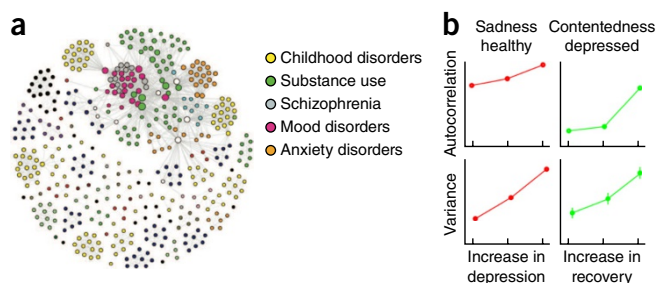 a
Childhood disorders
Substance use
Schizophrenia
Mood disorders
Anxiety disorders
b
Sadness
healthy
Contentedness
depressed
Autocorrelation
Variance
Increase in
depression
Increase in
recovery